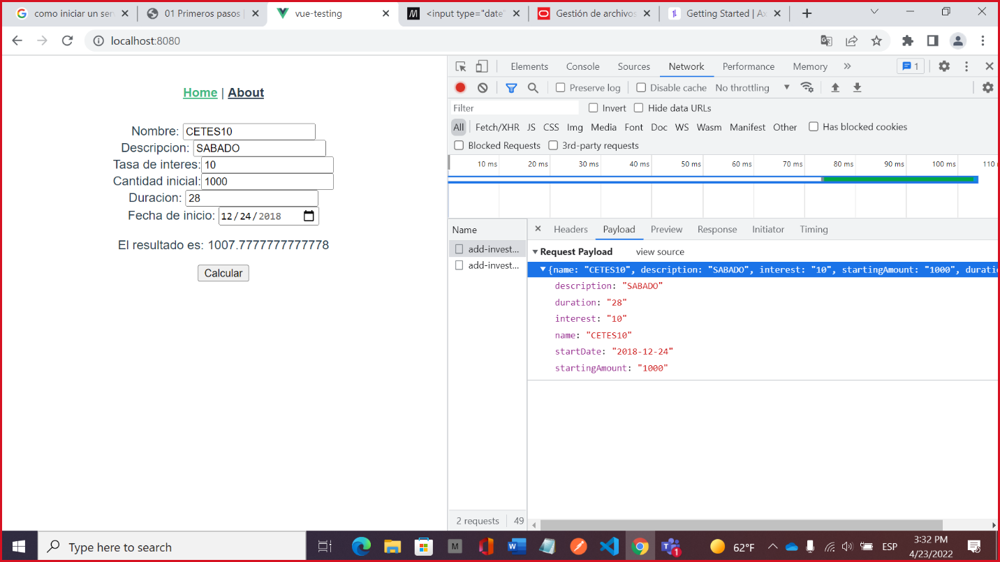 como iniciar un ser
01 Primeros pasos |
vue-testing
<input type="date"
Gestión de archivos
Getting Started | Ax
localhost:8080
Home | About
Nombre: CETES10
Descripcion: SABADO
Tasa de interes: 10
Cantidad inicial: 1000
Duracion: 28
Fecha de inicio: 12/24/2018
El resultado es: 1007.7777777777778
Calcular
Elements Console Sources Network Performance Memory » 1
Preserve log Disable cache No throttling
Filter Invert Hide data URLs
All Fetch/XHR JS CSS Img Media Font Doc WS Wasm Manifest Other Has blocked cookies
Blocked Requests 3rd-party requests
10 ms 20 ms 30 ms 40 ms 50 ms 60 ms 70 ms 80 ms 90 ms 100 ms 110
Name
add-invest...
add-invest...
2 requests 49
Headers Payload Preview Response Initiator Timing
Request Payload view source
{name: "CETES10", description: "SABADO", interest: "10", startingAmount: "1000", duratio
description: "SABADO"
duration: "28"
interest: "10"
name: "CETES10"
startDate: "2018-12-24"
startingAmount: "1000"
Type here to search
M
1
62°F
ESP
3:32 PM
4/23/2022